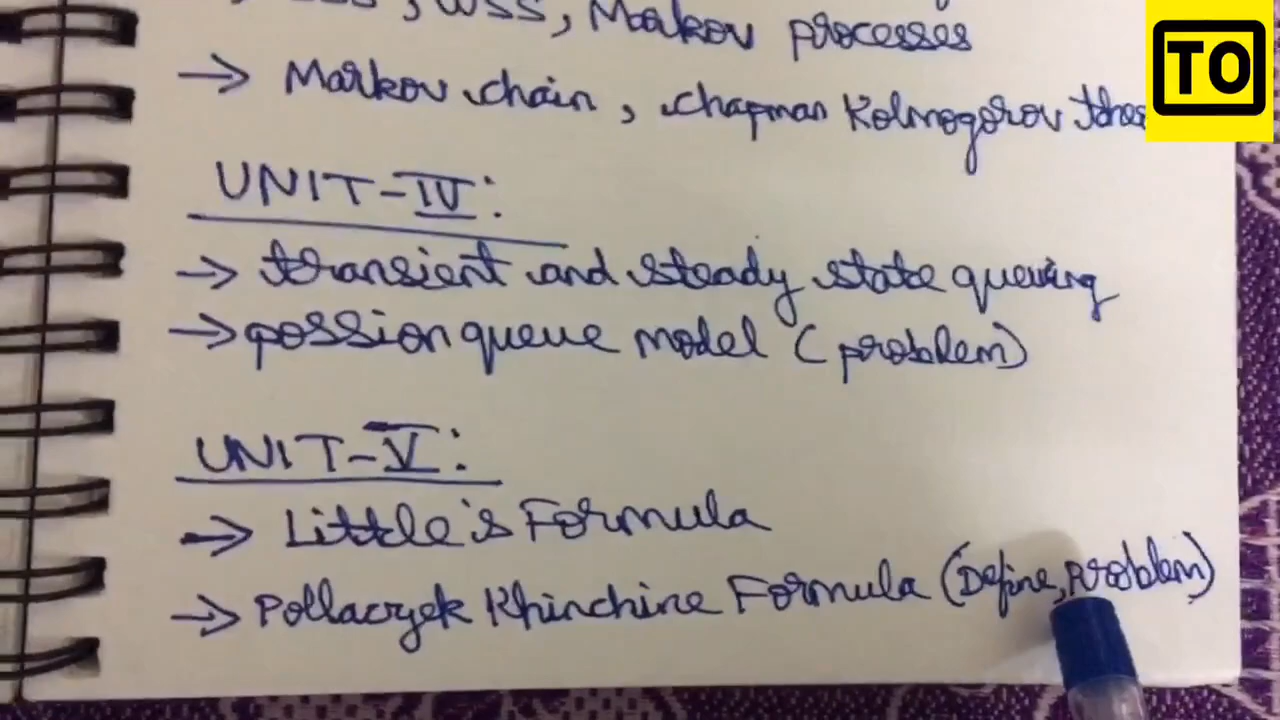 , WSS, Markov processes
TO
→ Markov chain, chapman Kolmogorov
UNIT-IV:
→ transient and steady state queuing
→ possion queue model (problem)
UNIT-V:
→ Little's Formula
→ Pollaczek Khinchine Formula (Define, Problem)